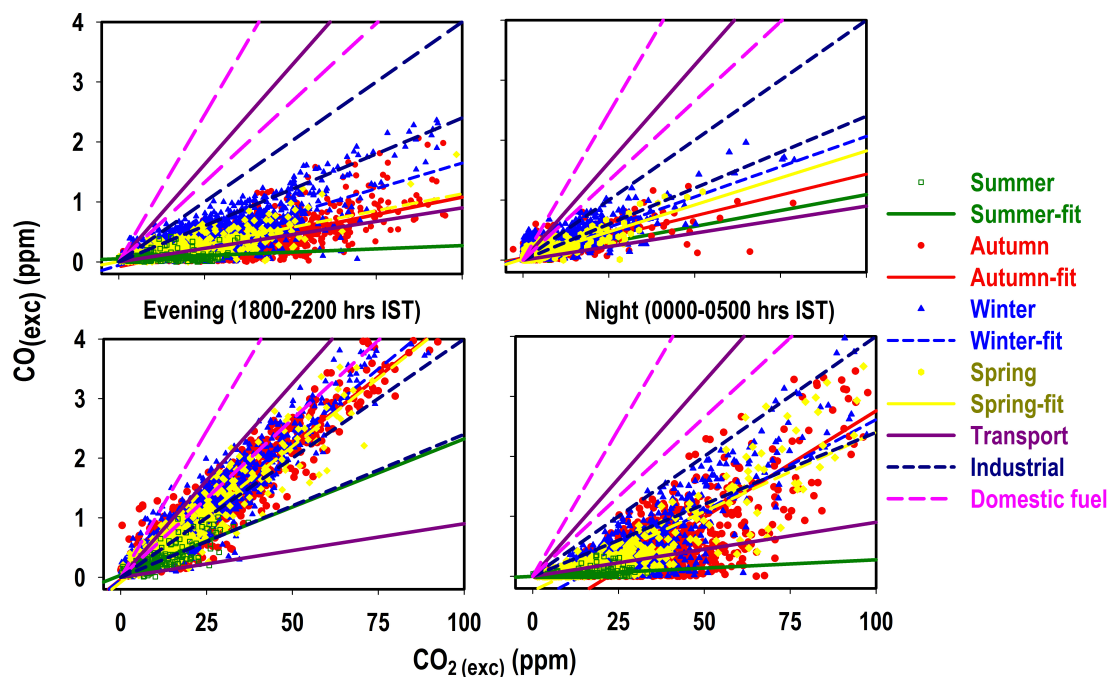 4
3
2
1
0
CO(exc) (ppm)
Evening (1800-2200 hrs IST)
Night (0000-0500 hrs IST)
4
3
2
1
0
0 25 50 75 100
0 25 50 75 100
CO2 (exc) (ppm)
Summer
Summer-fit
Autumn
Autumn-fit
Winter
Winter-fit
Spring
Spring-fit
Transport
Industrial
Domestic fuel